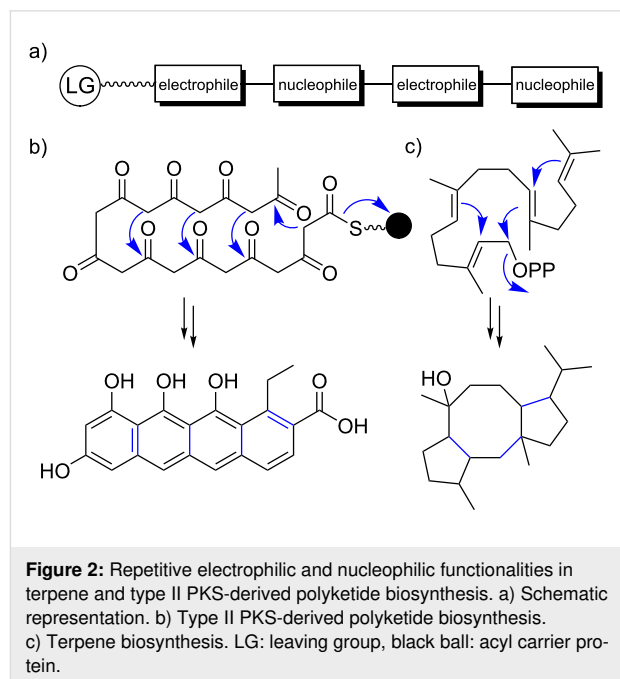 a)
LG electrophile nucleophile electrophile nucleophile
b)
c)
O O O O
S
O O O O O
OPP
OH OH OH O
OH
HO
HO
Figure 2: Repetitive electrophilic and nucleophilic functionalities in
terpene and type II PKS-derived polyketide biosynthesis. a) Schematic
representation. b) Type II PKS-derived polyketide biosynthesis.
c) Terpene biosynthesis. LG: leaving group, black ball: acyl carrier pro-
tein.